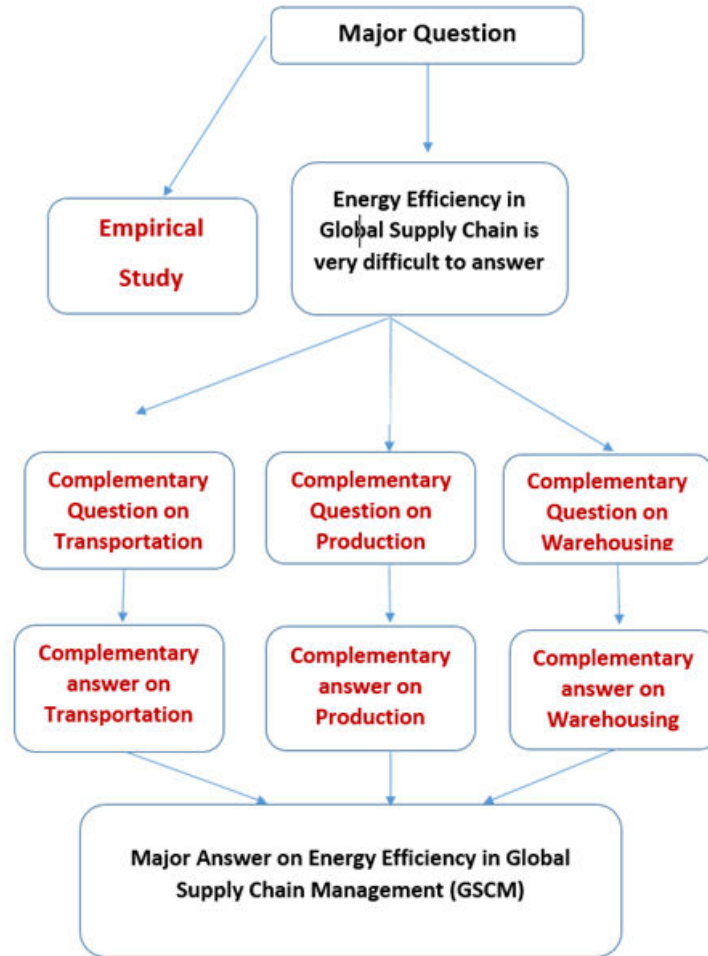 Major Question
Empirical
Study
Energy Efficiency in
Global Supply Chain is
very difficult to answer
Complementary
Question on
Transportation
Complementary
Question on
Production
Complementary
Question on
Warehousing
Complementary
answer on
Transportation
Complementary
answer on
Production
Complementary
answer on
Warehousing
Major Answer on Energy Efficiency in Global
Supply Chain Management (GSCM)